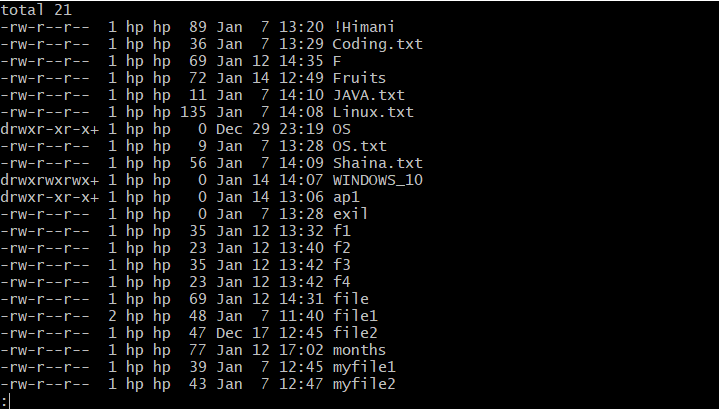 total 21
-rw-r--r--  1 hp hp  89 Jan  7 13:20 !Himani
-rw-r--r--  1 hp hp  36 Jan  7 13:29 Coding.txt
-rw-r--r--  1 hp hp  69 Jan 12 14:35 F
-rw-r--r--  1 hp hp  72 Jan 14 12:49 Fruits
-rw-r--r--  1 hp hp  11 Jan  7 14:10 JAVA.txt
-rw-r--r--  1 hp hp 135 Jan  7 14:08 Linux.txt
drwxr-xr-x+ 1 hp hp   0 Dec 29 23:19 OS
-rw-r--r--  1 hp hp   9 Jan  7 13:28 OS.txt
-rw-r--r--  1 hp hp  56 Jan  7 14:09 Shaina.txt
drwxrwxrwx+ 1 hp hp   0 Jan 14 14:07 WINDOWS_10
drwxr-xr-x+ 1 hp hp   0 Jan 14 13:06 ap1
-rw-r--r--  1 hp hp   0 Jan  7 13:28 exil
-rw-r--r--  1 hp hp  35 Jan 12 13:32 f1
-rw-r--r--  1 hp hp  23 Jan 12 13:40 f2
-rw-r--r--  1 hp hp  35 Jan 12 13:42 f3
-rw-r--r--  1 hp hp  23 Jan 12 13:42 f4
-rw-r--r--  1 hp hp  69 Jan 12 14:31 file
-rw-r--r--  2 hp hp  48 Jan  7 11:40 file1
-rw-r--r--  1 hp hp  47 Dec 17 12:45 file2
-rw-r--r--  1 hp hp  77 Jan 12 17:02 months
-rw-r--r--  1 hp hp  39 Jan  7 12:45 myfile1
-rw-r--r--  1 hp hp  43 Jan  7 12:47 myfile2
: